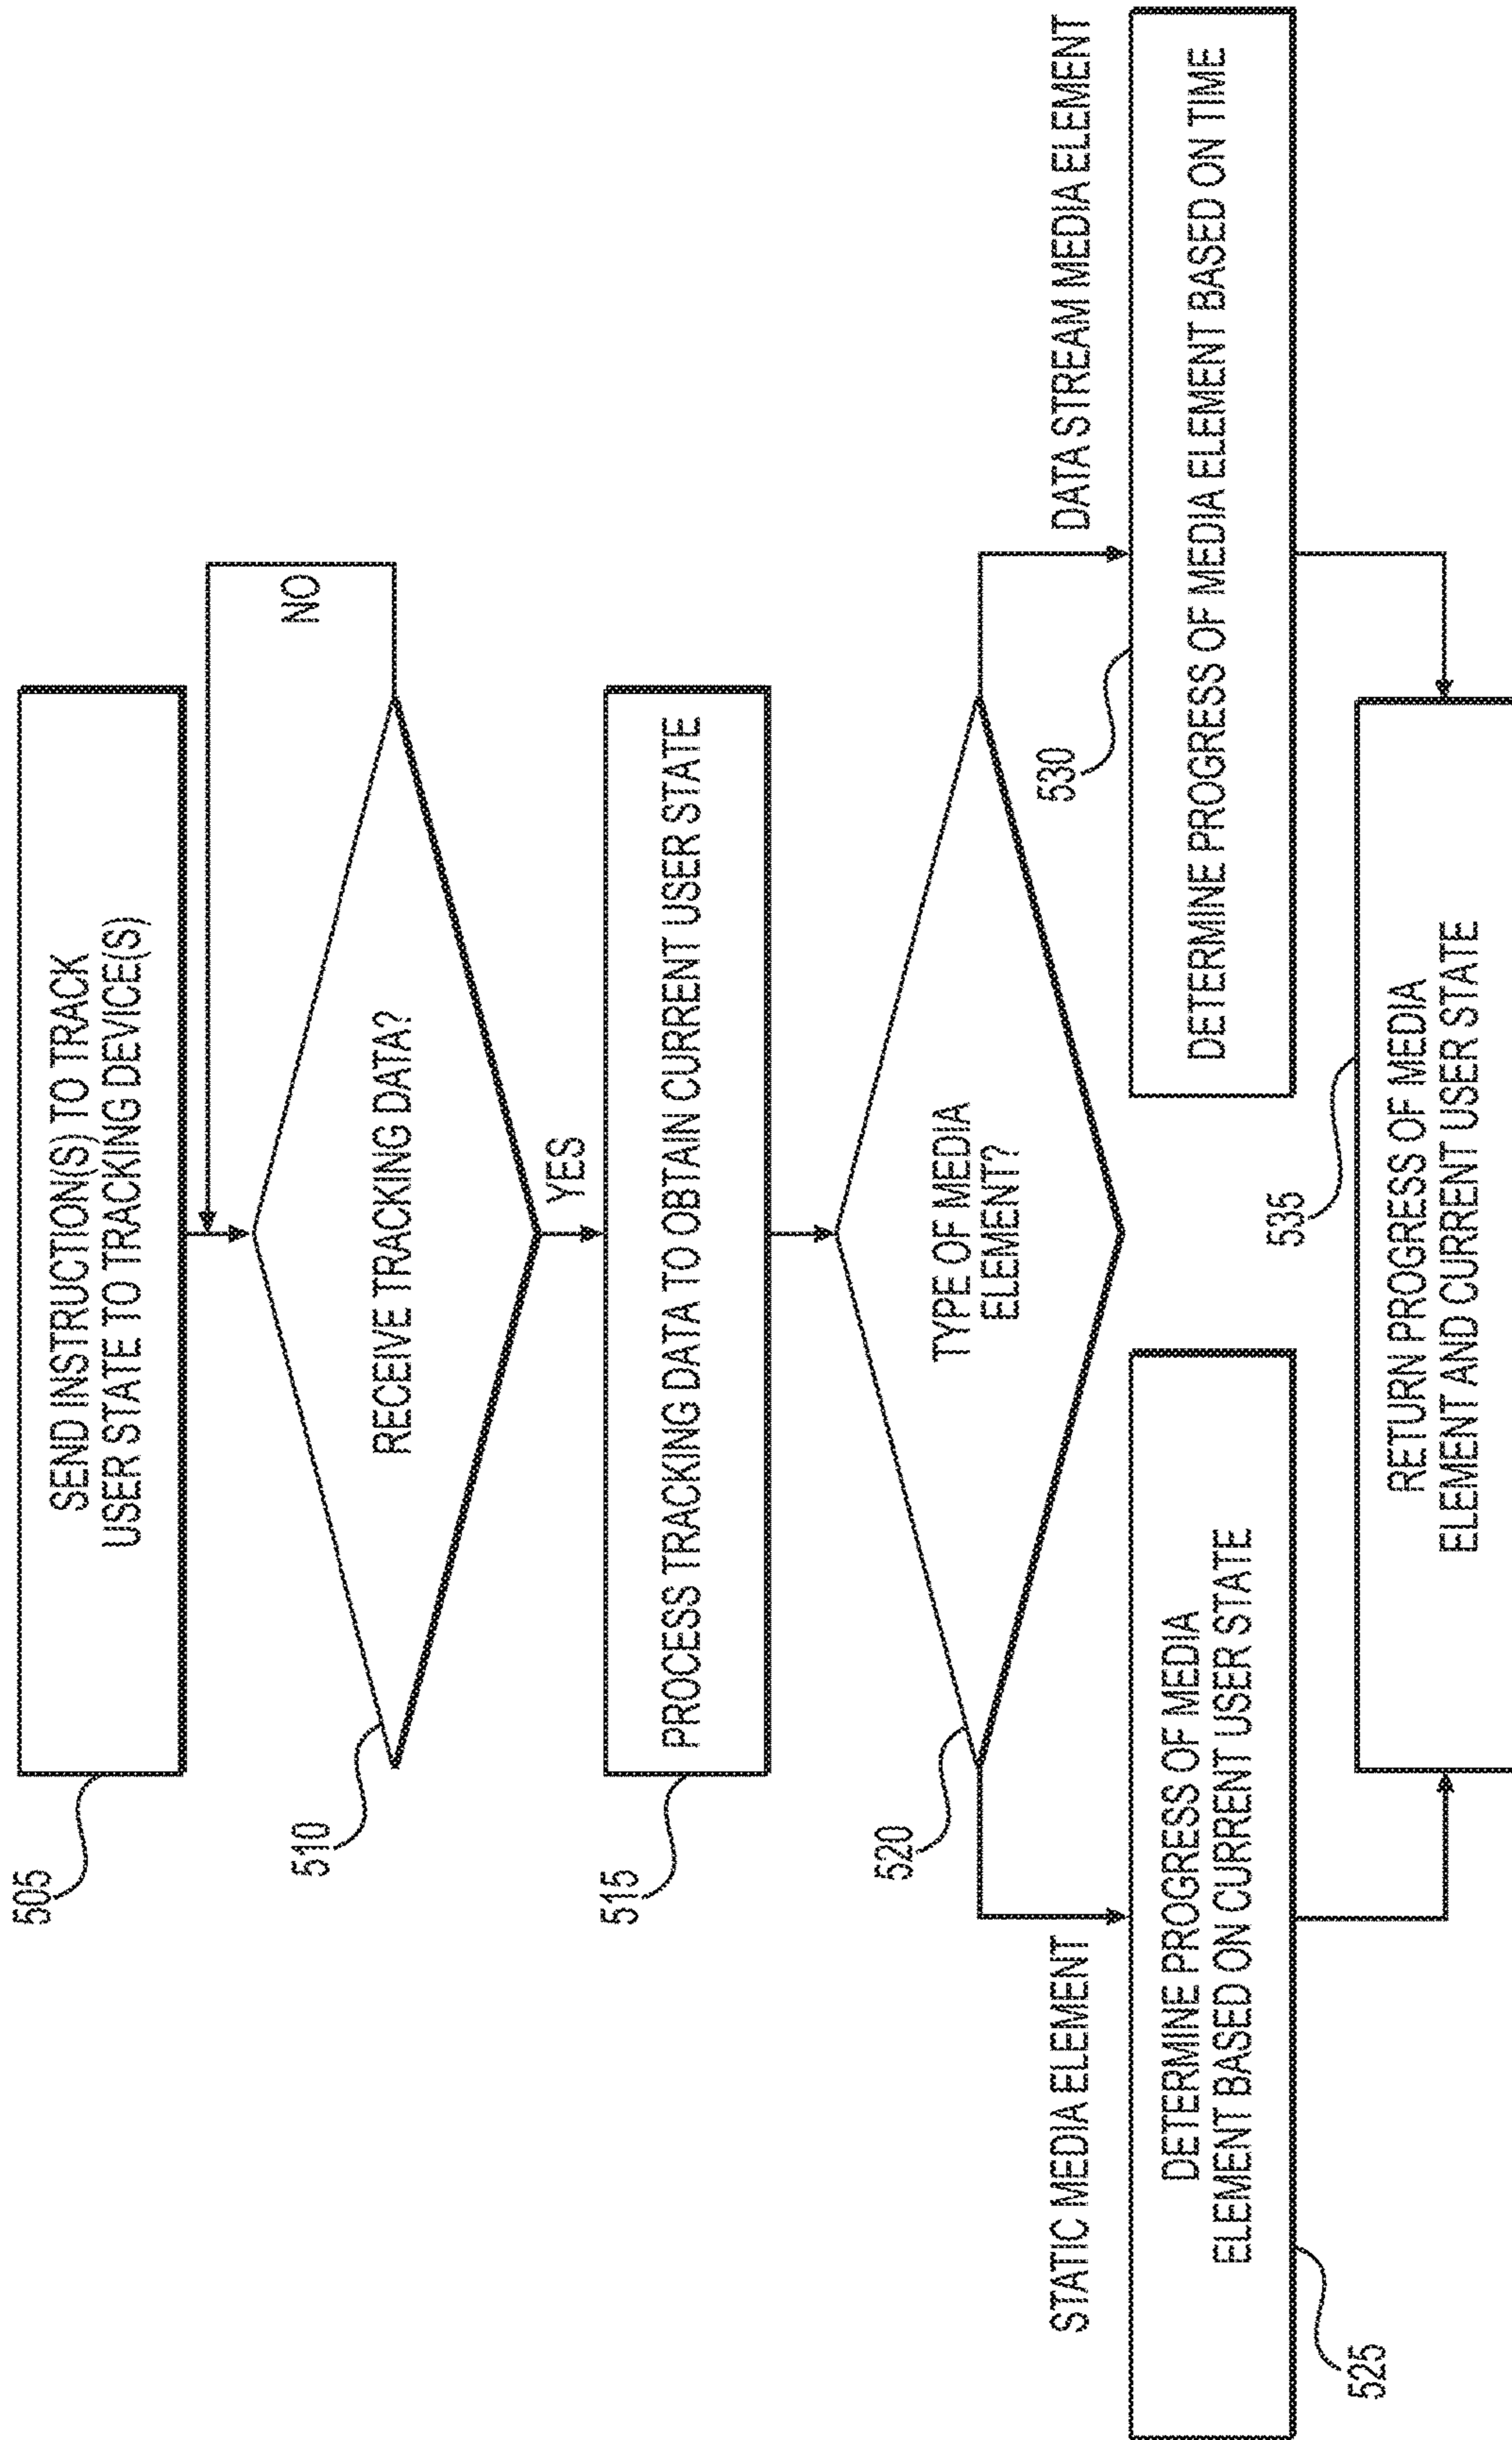 505
SEND INSTRUCTION(S) TO TRACK
USER STATE TO TRACKING DEVICE(S)
NO
510
RECEIVE TRACKING DATA?
YES
515
PROCESS TRACKING DATA TO OBTAIN CURRENT USER STATE
520
TYPE OF MEDIA
ELEMENT?
STATIC MEDIA ELEMENT
DATA STREAM MEDIA ELEMENT
525
DETERMINE PROGRESS OF MEDIA
ELEMENT BASED ON CURRENT USER STATE
530
DETERMINE PROGRESS OF MEDIA ELEMENT BASED ON TIME
535
RETURN PROGRESS OF MEDIA
ELEMENT AND CURRENT USER STATE